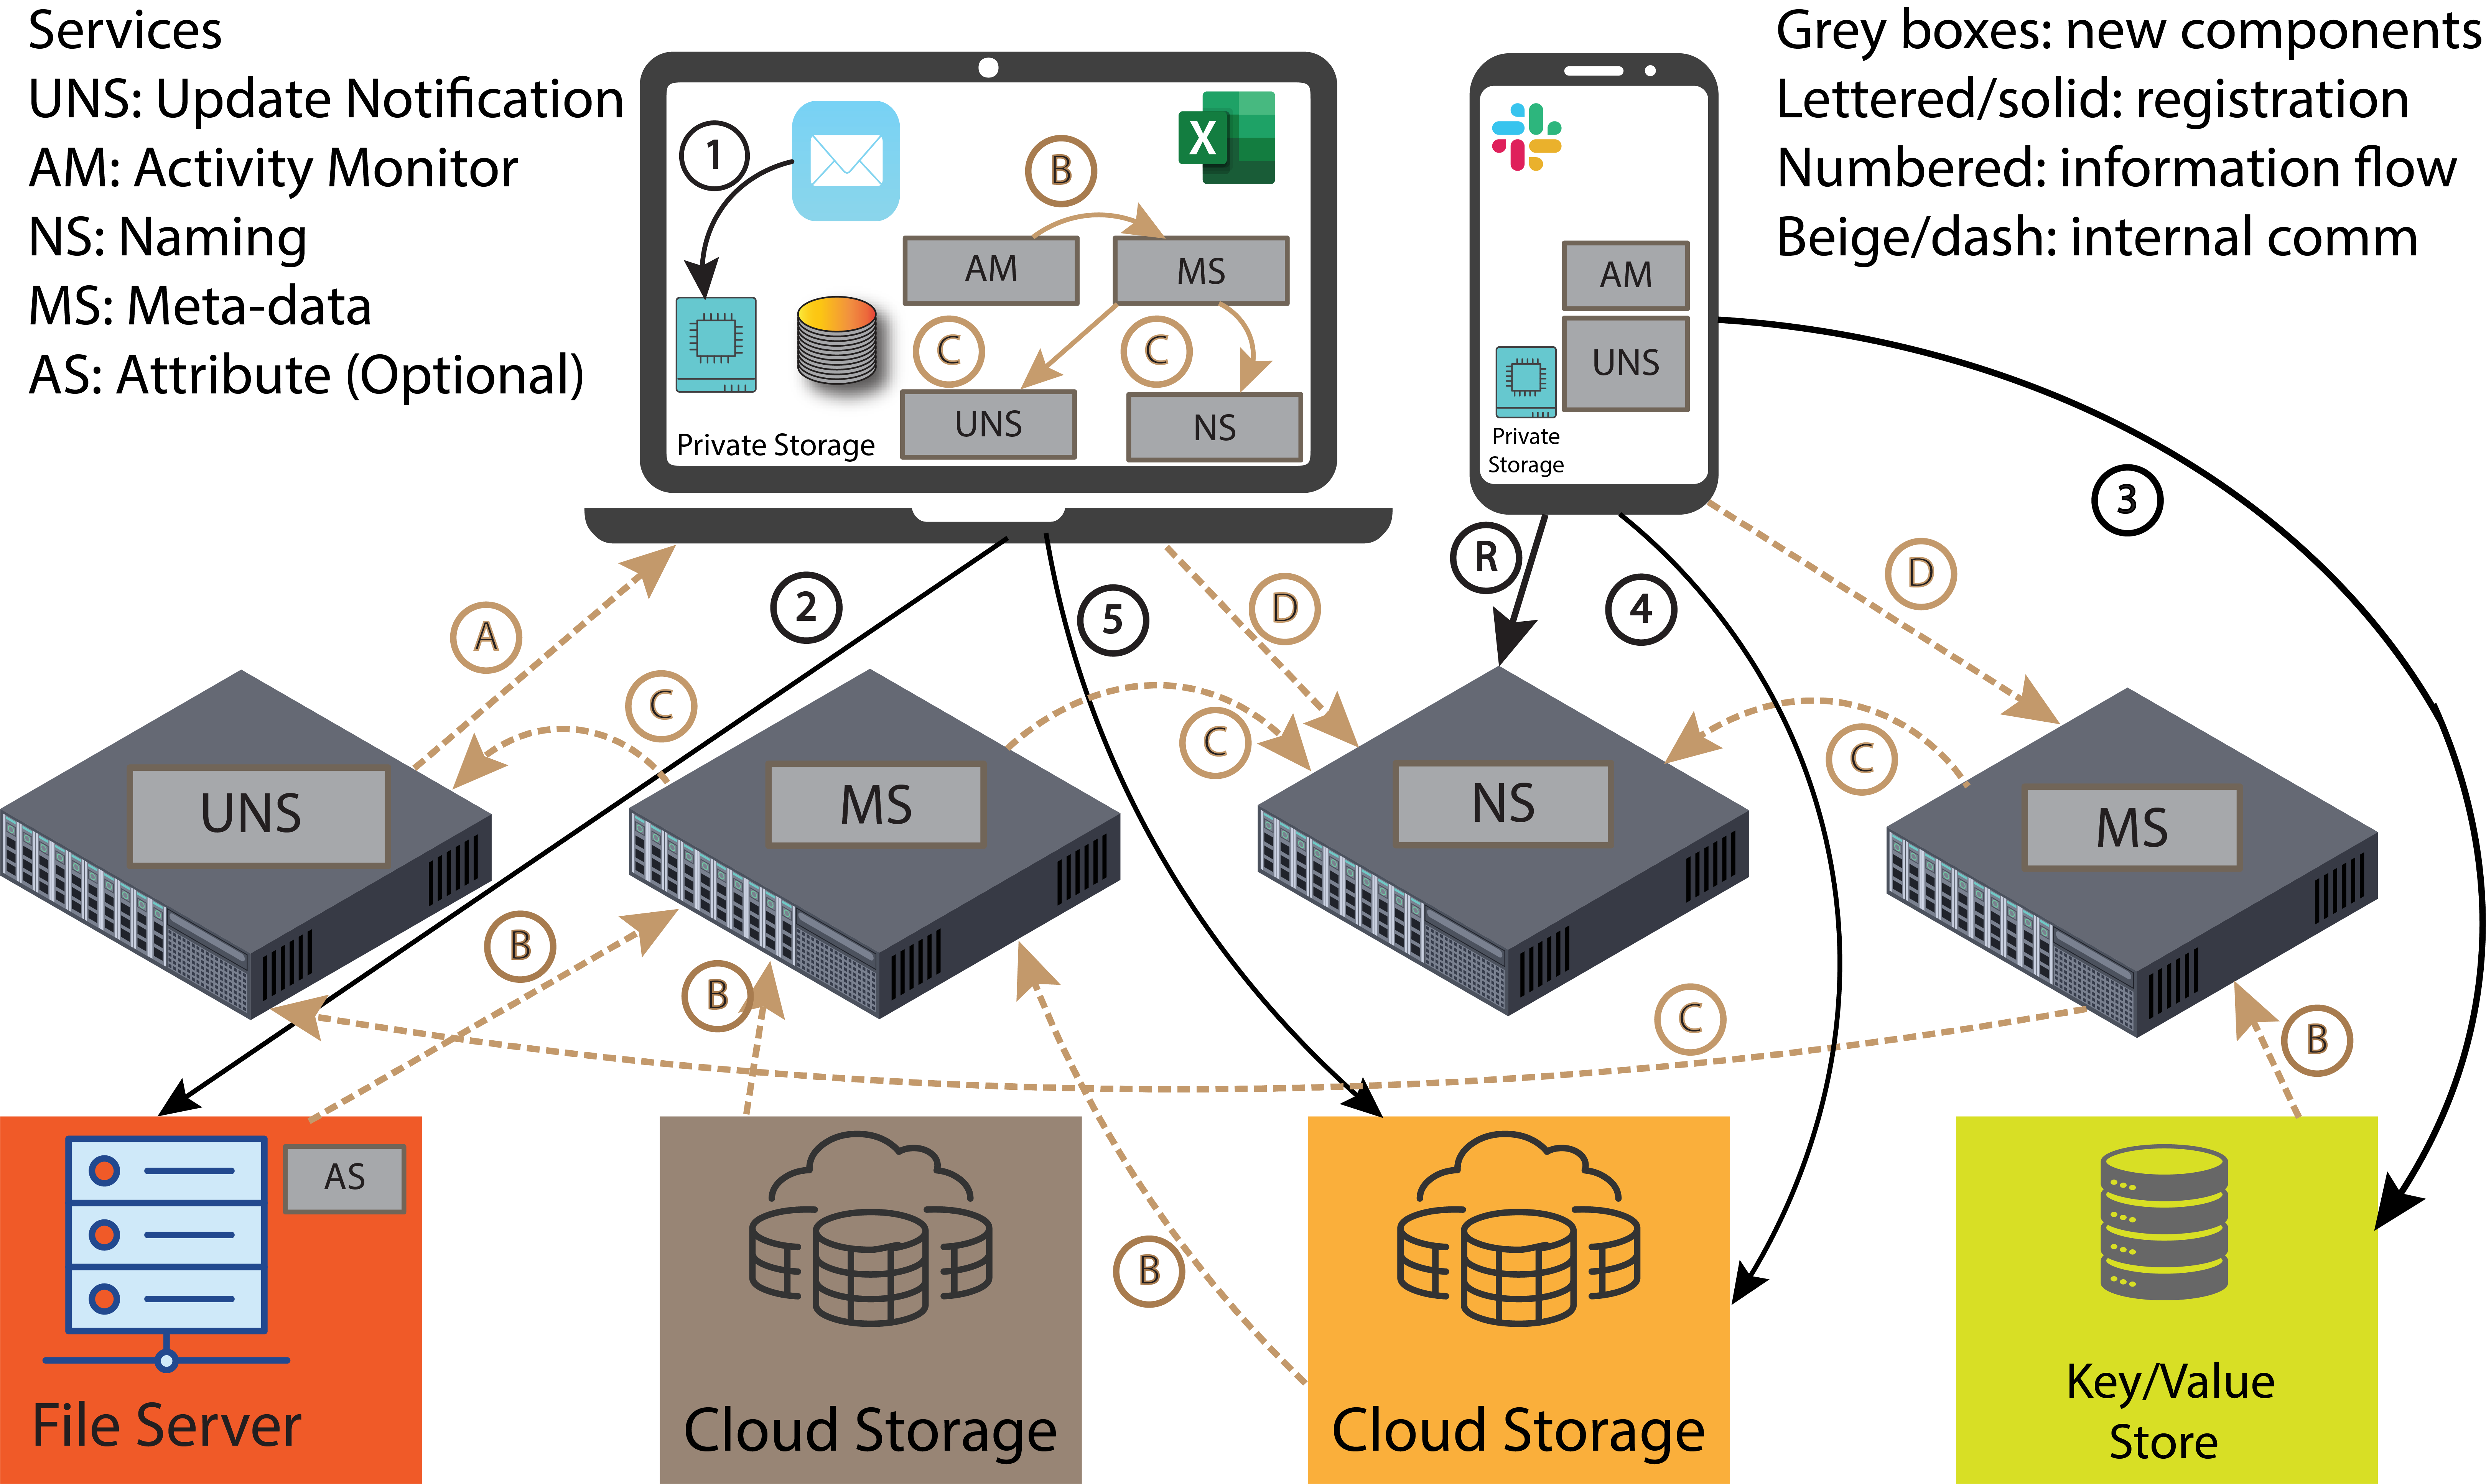 Services
UNS: Update Notification
AM: Activity Monitor
NS: Naming
MS: Meta-data
AS: Attribute (Optional)
Grey boxes: new components
Lettered/solid: registration
Numbered: information flow
Beige/dash: internal comm
1
B
X
AM
MS
C
C
UNS
NS
Private Storage
AM
UNS
Private
Storage
3
R
D
A
2
5
D
4
C
C
C
UNS
MS
NS
MS
B
B
C
B
B
AS
File Server
Cloud Storage
Cloud Storage
Key/Value
Store